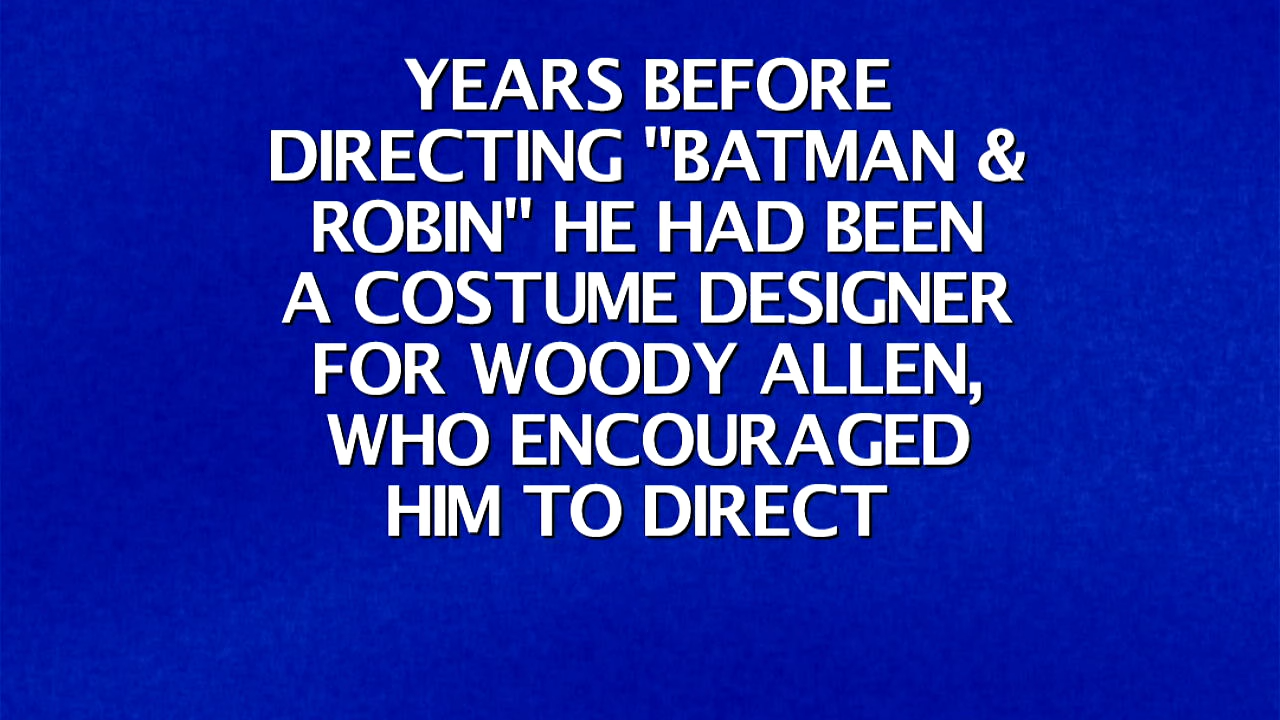 YEARS BEFORE
DIRECTING "BATMAN &
ROBIN" HE HAD BEEN
A COSTUME DESIGNER
FOR WOODY ALLEN,
WHO ENCOURAGED
HIM TO DIRECT